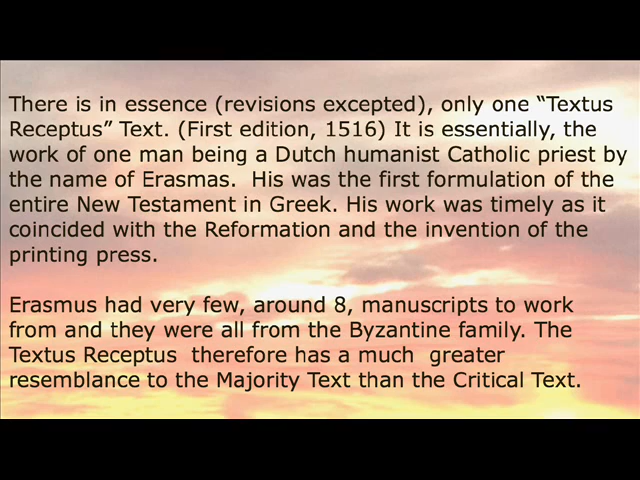 There is in essence (revisions excepted), only one “Textus
Receptus” Text. (First edition, 1516) It is essentially, the
work of one man being a Dutch humanist Catholic priest by
the name of Erasmas.  His was the first formulation of the
entire New Testament in Greek. His work was timely as it
coincided with the Reformation and the invention of the
printing press.
Erasmus had very few, around 8, manuscripts to work
from and they were all from the Byzantine family. The
Textus Receptus  therefore has a much  greater
resemblance to the Majority Text than the Critical Text.